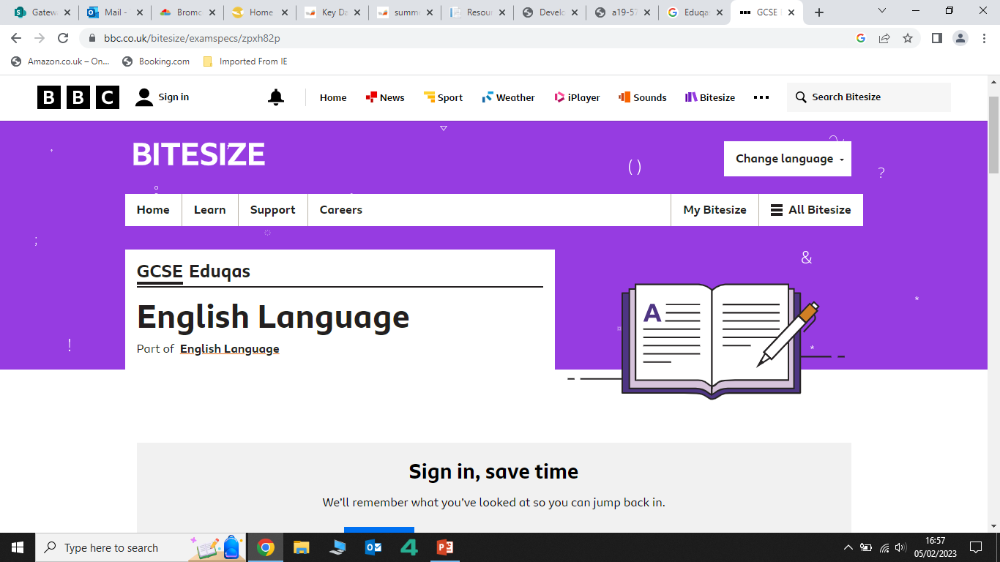 Gatew
Mail -
Bromc
Home
Key Da
summ
Resour
Develo
a19-57
Eduqa
GCSE
bbc.co.uk/bitesize/examspecs/zpxh82p
Amazon.co.uk – On...
Booking.com
Imported From IE
BBC
Sign in
Home
News
Sport
Weather
iPlayer
Sounds
Bitesize
Search Bitesize
BITESIZE
Change language
( )
?
Home
Learn
Support
Careers
My Bitesize
All Bitesize
;
&
GCSE Eduqas
English Language
Part of English Language
A
*
!
*
Sign in, save time
We'll remember what you've looked at so you can jump back in.
Type here to search
16:57
05/02/2023